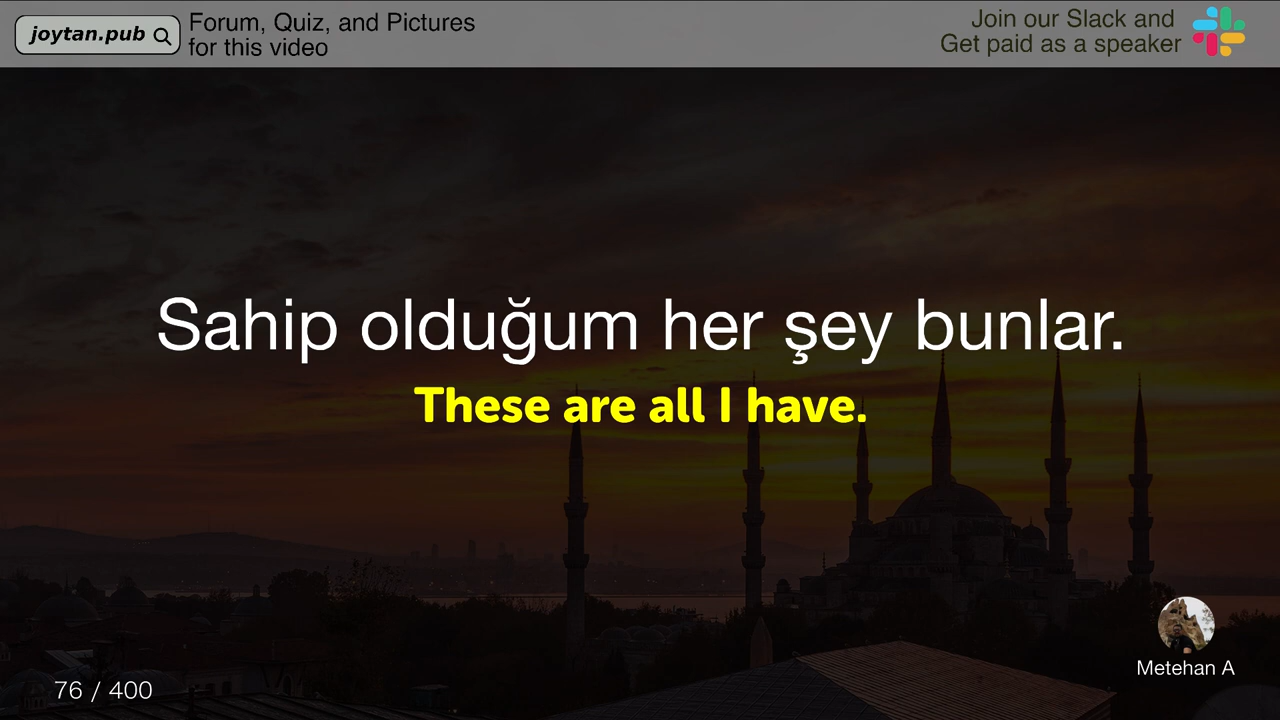 joytan.pub
Forum, Quiz, and Pictures
for this video
Join our Slack and
Get paid as a speaker
Sahip olduğum her şey bunlar.
These are all I have.
Metehan A
76 / 400